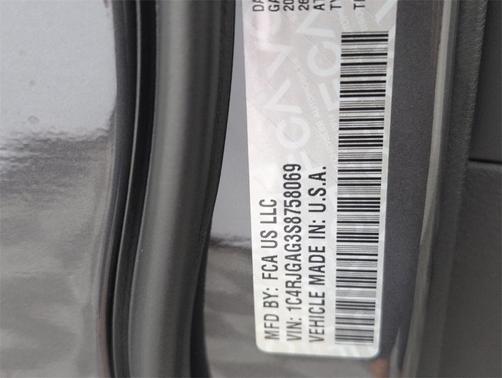 MFD BY: FCA US LLC
VIN: 1C4RJGAG3S8758069
VEHICLE MADE IN: U.S.A.